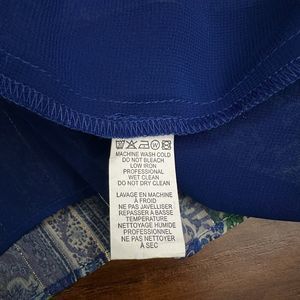 MACHINE WASH COLD
DO NOT BLEACH
LOW IRON
PROFESSIONAL
WET CLEAN
DO NOT DRY CLEAN
LAVAGE EN MACHINE
À FROID
NE PAS JAVELLISER
REPASSER À BASSE
TEMPÉRATURE
NETTOYAGE HUMIDE
PROFESSIONNEL
NE PAS NETTOYER
À SEC